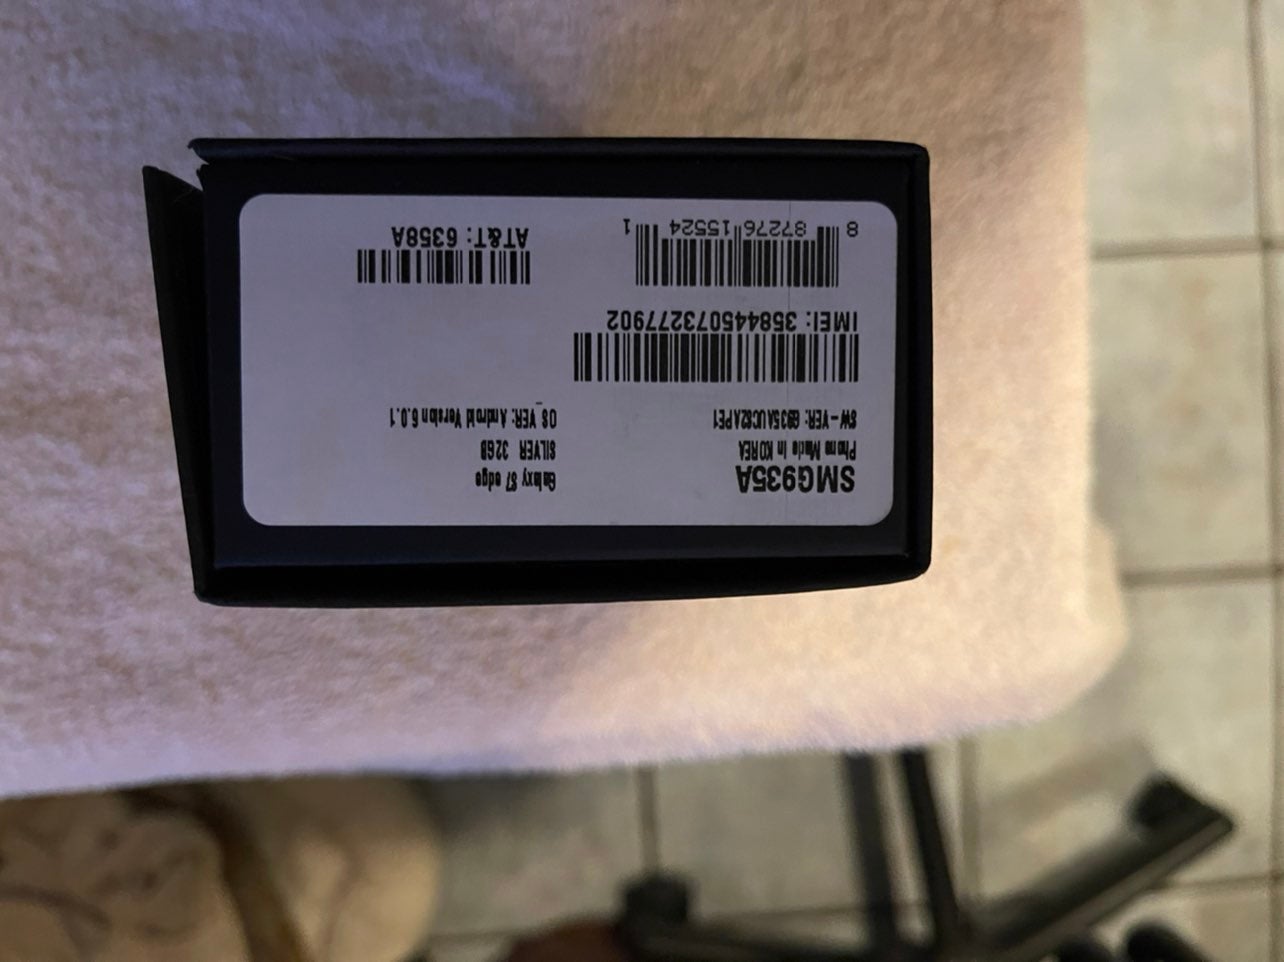 SMG935A
Galaxy S7 edge
Phone Made in KOREA
SILVER 32GB
SW-VER: G935AUCS2APE1
OS_VER: Android Version 6.0.1
IMEI: 358445073277902
8 87276 15524 1
AT&T: 6358A